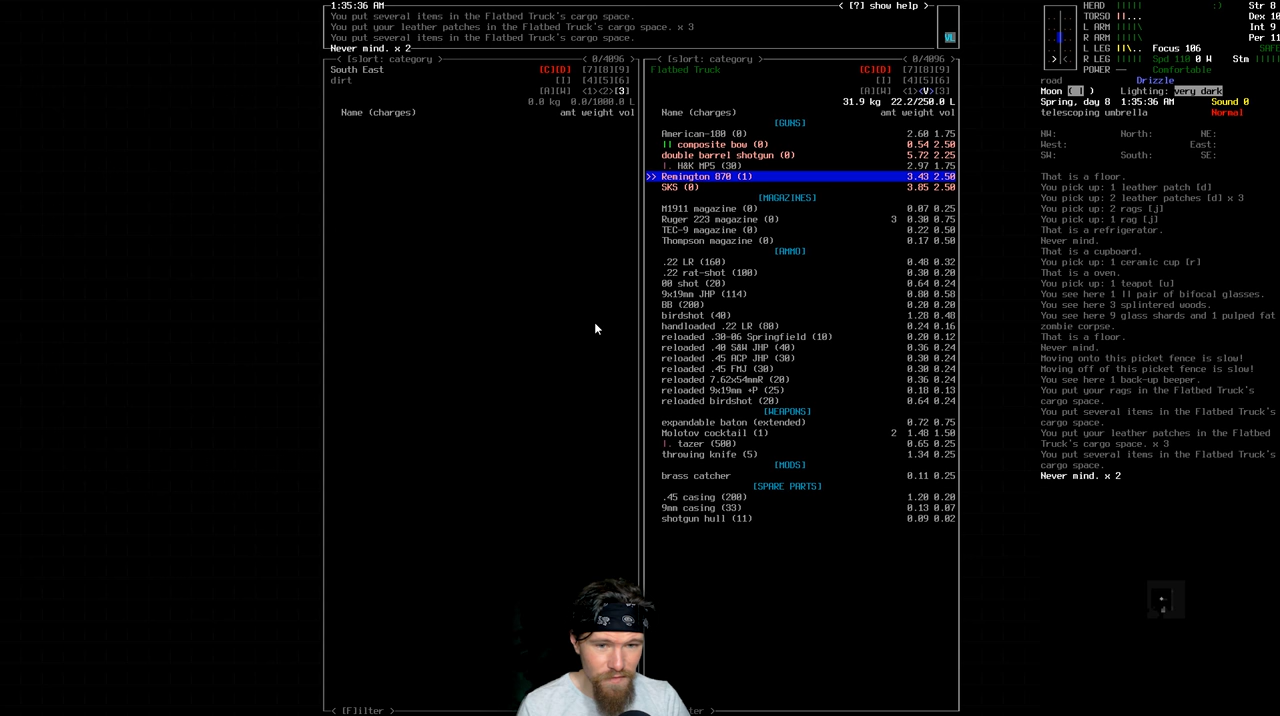 1:35:36 AM
< [?] show help >
You put several items in the Flatbed Truck's cargo space.
You put your leather patches in the Flatbed Truck's cargo space. x 3
You put several items in the Flatbed Truck's cargo space.
Never mind. x 2
VL
< [s]ort: category > < 0/4096 >
South East [C][D] [7][8][9]
dirt [I] [4][5][6]
[A][W] <1><2>[3]
0.0 kg 0.0/1000.0 L
Name (charges) amt weight vol
< [F]ilter >
< [s]ort: category > < 0/4096 >
Flatbed Truck [C][D] [7][8][9]
[I] [4][5][6]
[A][W] <1><V>[3]
31.9 kg 22.2/250.0 L
Name (charges) amt weight vol
[GUNS]
American-180 (0) 2.60 1.75
|| composite bow (0) 0.54 2.50
double barrel shotgun (0) 5.72 2.25
|. H&K MP5 (30) 2.97 1.75
>> Remington 870 (1) 3.43 2.50
SKS (0) 3.85 2.50
[MAGAZINES]
M1911 magazine (0) 0.07 0.25
Ruger 223 magazine (0) 3 0.30 0.75
TEC-9 magazine (0) 0.22 0.50
Thompson magazine (0) 0.17 0.50
[AMMO]
.22 LR (160) 0.48 0.32
.22 rat-shot (100) 0.30 0.20
00 shot (20) 0.64 0.24
9x19mm JHP (114) 0.80 0.58
BB (200) 0.20 0.20
birdshot (40) 1.28 0.48
handloaded .22 LR (80) 0.24 0.16
reloaded .30-06 Springfield (10) 0.20 0.12
reloaded .40 S&W JHP (40) 0.36 0.24
reloaded .45 ACP JHP (30) 0.30 0.24
reloaded .45 FMJ (30) 0.30 0.24
reloaded 7.62x54mmR (20) 0.36 0.24
reloaded 9x19mm +P (25) 0.18 0.13
reloaded birdshot (20) 0.64 0.24
[WEAPONS]
expandable baton (extended) 0.72 0.75
Molotov cocktail (1) 2 1.48 1.50
|. tazer (500) 0.65 0.25
throwing knife (5) 1.34 0.25
[MODS]
brass catcher 0.11 0.25
[SPARE PARTS]
.45 casing (200) 1.20 0.20
9mm casing (33) 0.13 0.07
shotgun hull (11) 0.09 0.02
HEAD ||||| :) Str 8
TORSO ||... Dex 10
L ARM ||||| Int 9
R ARM ||||| Per 11
L LEG ||\.. Focus 106 SAFE
R LEG ||||| Spd 110 0 W Stm |||||
POWER — Comfortable
road Drizzle
Moon ( | ) Lighting: very dark
Spring, day 8 1:35:36 AM Sound 0
telescoping umbrella Normal
NW: North: NE:
West: East:
SW: South: SE:
That is a floor.
You pick up: 1 leather patch [d]
You pick up: 2 leather patches [d] x 3
You pick up: 2 rags [j]
You pick up: 1 rag [j]
That is a refrigerator.
Never mind.
That is a cupboard.
You pick up: 1 ceramic cup [r]
That is a oven.
You pick up: 1 teapot [u]
You see here 1 || pair of bifocal glasses.
You see here 3 splintered woods.
You see here 9 glass shards and 1 pulped fat
zombie corpse.
That is a floor.
Never mind.
Moving onto this picket fence is slow!
Moving off of this picket fence is slow!
You see here 1 back-up beeper.
You put your rags in the Flatbed Truck's
cargo space.
You put several items in the Flatbed Truck's
cargo space.
You put your leather patches in the Flatbed
Truck's cargo space. x 3
You put several items in the Flatbed Truck's
cargo space.
Never mind. x 2